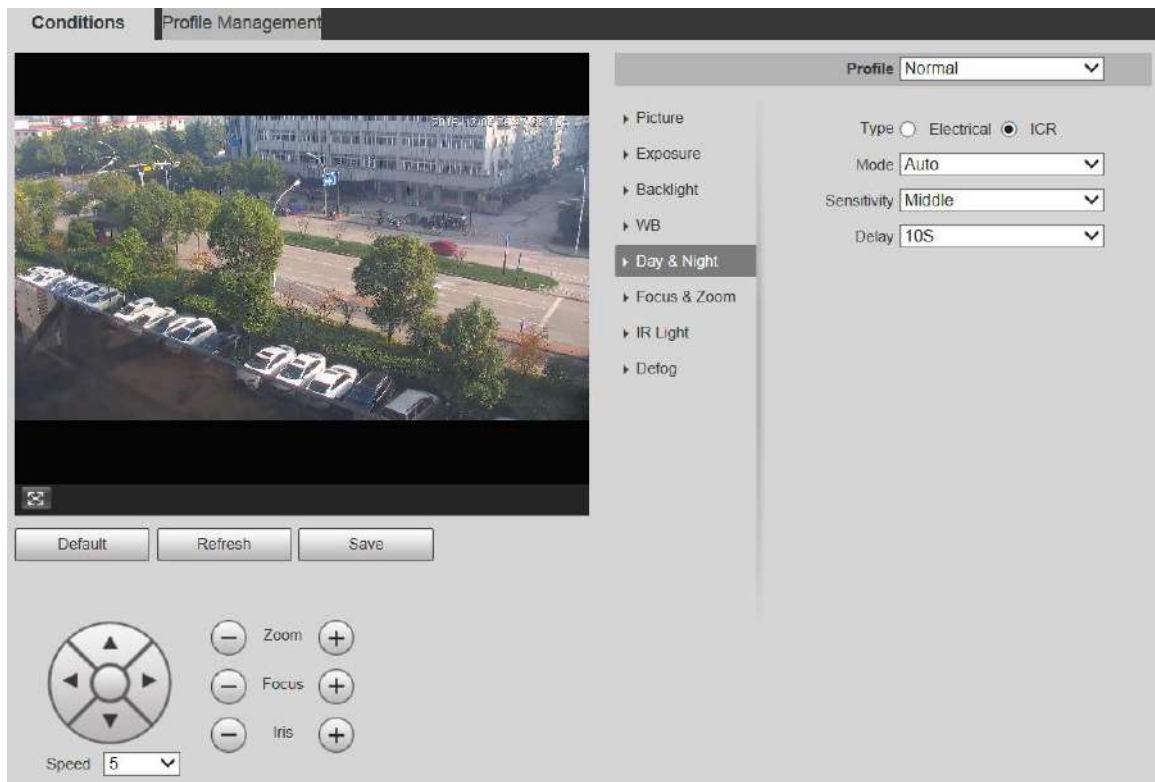 Conditions
Profile Management
Profile Normal
Picture
Exposure
Backlight
WB
Day & Night
Focus & Zoom
IR Light
Defog
Type Electrical ICR
Mode Auto
Sensitivity Middle
Delay 10S
Default
Refresh
Save
Zoom
Focus
Iris
Speed 5